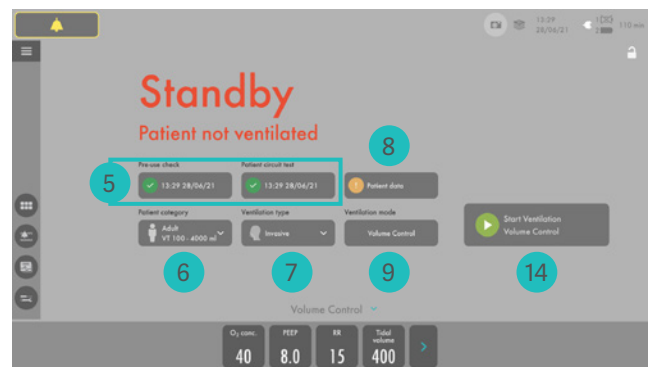 13:29
28/06/21
1
2
110 min
Standby
Patient not ventilated
8
Pre-use check
Patient circuit test
5
13:29 28/06/21
13:29 28/06/21
Patient data
Patient category
Ventilation type
Ventilation mode
Adult
VT 100 - 4000 ml
Invasive
Volume Control
Start Ventilation
Volume Control
6
7
9
14
Volume Control
O₂ conc.
PEEP
RR
Tidal
volume
40
8.0
15
400